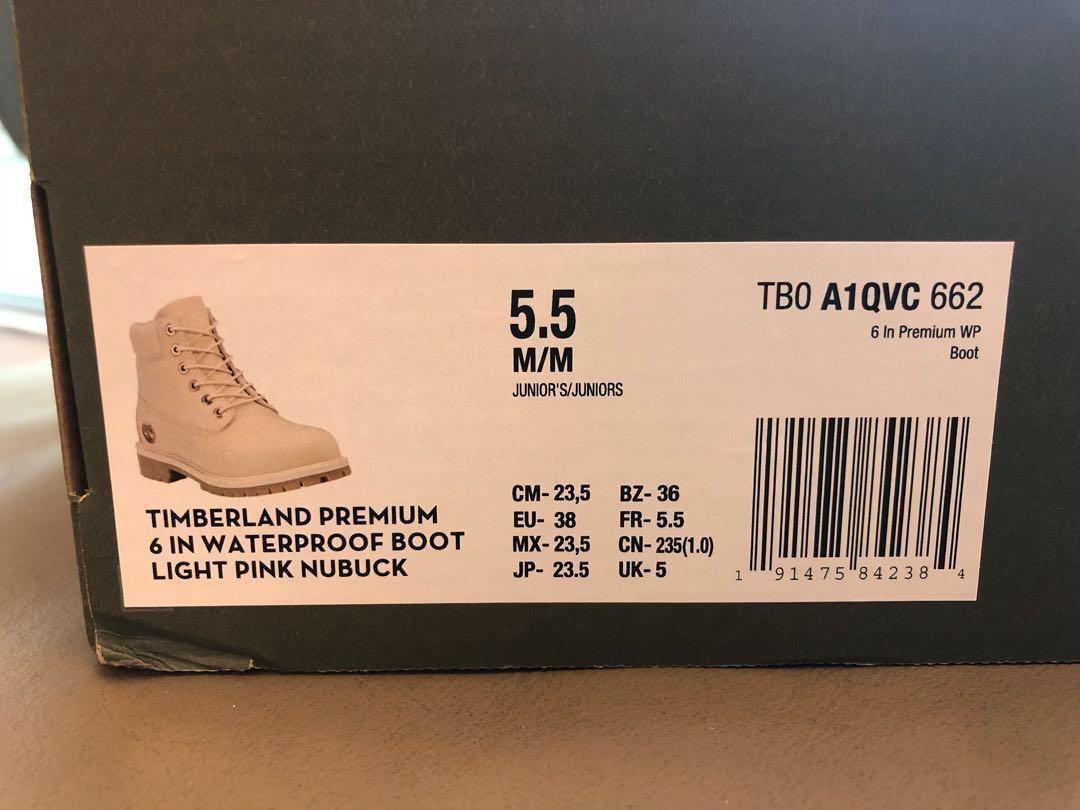 TIMBERLAND PREMIUM
6 IN WATERPROOF BOOT
LIGHT PINK NUBUCK
5.5
M/M
JUNIOR'S/JUNIORS
CM- 23,5 BZ- 36
EU- 38 FR- 5.5
MX- 23,5 CN- 235(1.0)
JP- 23.5 UK- 5
TB0 A1QVC 662
6 In Premium WP
Boot
1 91475 84238 4